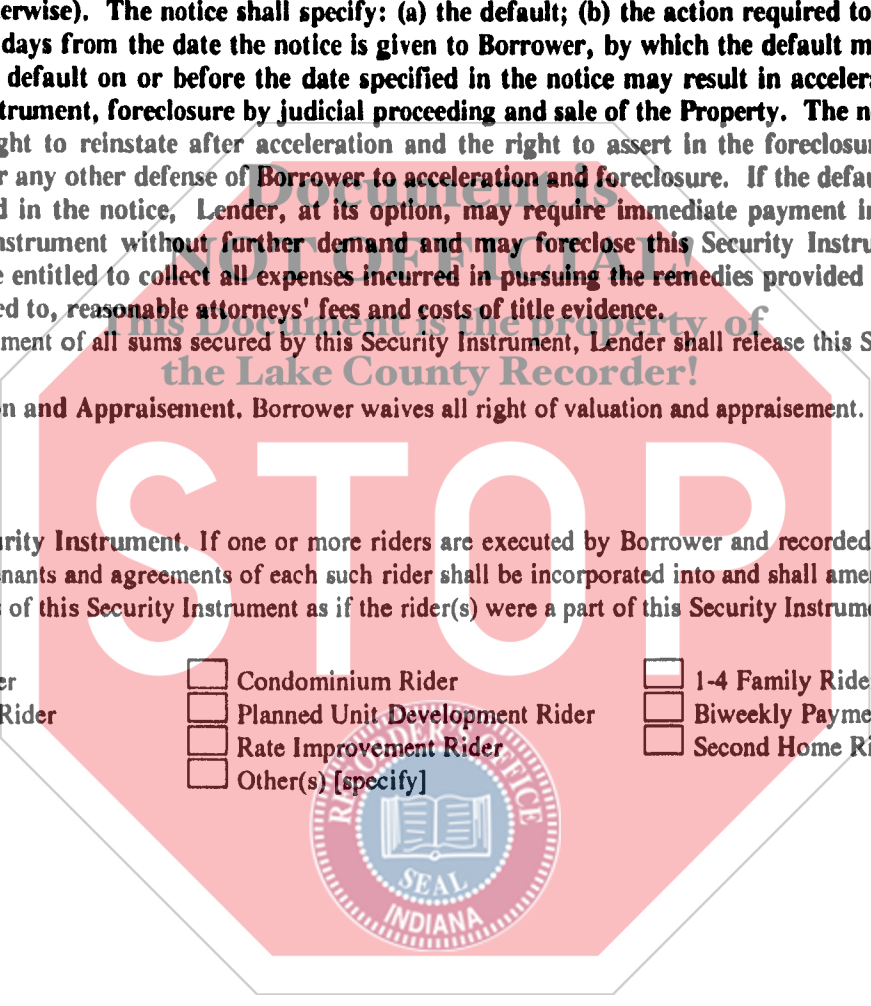 erwise). The notice shall specify: (a) the default; (b) the action required to
days from the date the notice is given to Borrower, by which the default m
default on or before the date specified in the notice may result in acceler
trument, foreclosure by judicial proceeding and sale of the Property. The n
ght to reinstate after acceleration and the right to assert in the foreclosu
r any other defense of Borrower to acceleration and foreclosure. If the defau
Document is
d in the notice, Lender, at its option, may require immediate payment in
nstrument without further demand and may foreclose this Security Instru
NOT OFFICIAL!
e entitled to collect all expenses incurred in pursuing the remedies provided
ed to, reasonable attorneys' fees and costs of title evidence.
This Document is the property of
ment of all sums secured by this Security Instrument, Lender shall release this S
the Lake County Recorder!
n and Appraisement. Borrower waives all right of valuation and appraisement.
STOP
urity Instrument. If one or more riders are executed by Borrower and recorded
nants and agreements of each such rider shall be incorporated into and shall ame
s of this Security Instrument as if the rider(s) were a part of this Security Instrume
er Condominium Rider 1-4 Family Ride
Rider Planned Unit Development Rider Biweekly Payme
Rate Improvement Rider Second Home Ri
Other(s) [specify]
RECORDER'S OFFICE
SEAL
INDIANA